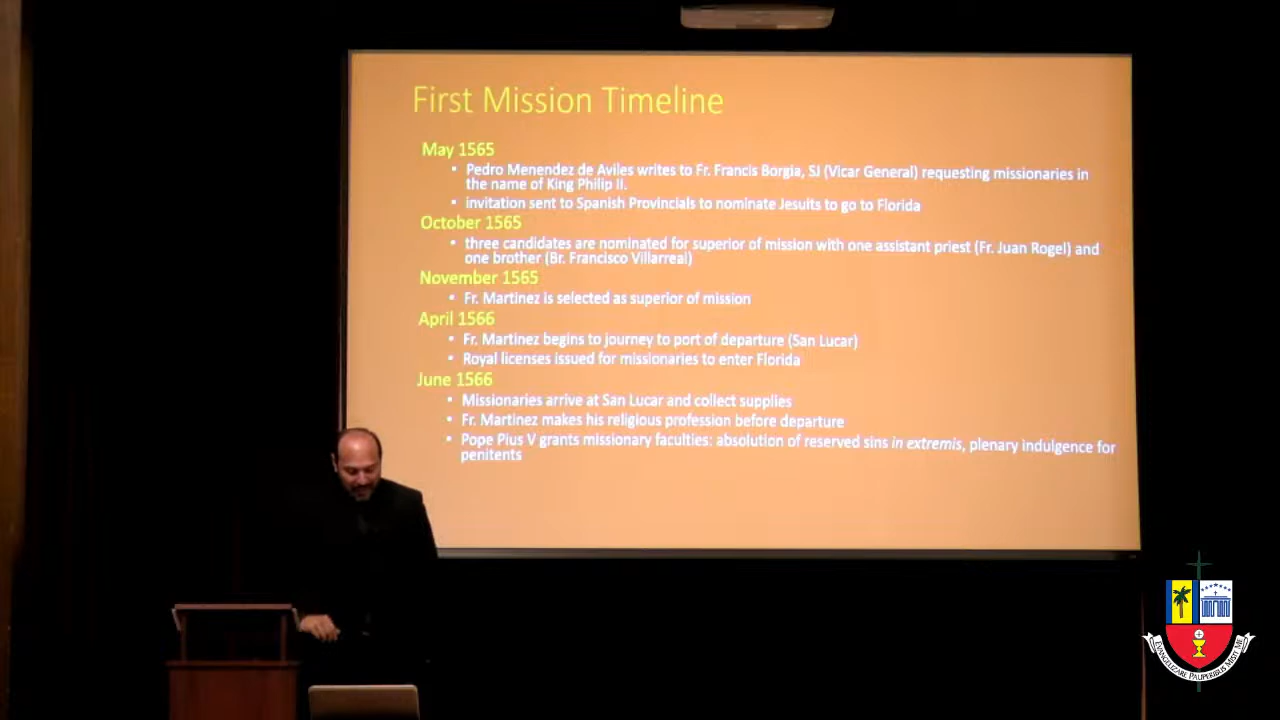 First Mission Timeline
May 1565
• Pedro Menendez de Aviles writes to Fr. Francis Borgia, SJ (Vicar General) requesting missionaries in
the name of King Philip II.
• invitation sent to Spanish Provincials to nominate Jesuits to go to Florida
October 1565
• three candidates are nominated for superior of mission with one assistant priest (Fr. Juan Rogel) and
one brother (Br. Francisco Villarreal)
November 1565
• Fr. Martinez is selected as superior of mission
April 1566
• Fr. Martinez begins to journey to port of departure (San Lucar)
• Royal licenses issued for missionaries to enter Florida
June 1566
• Missionaries arrive at San Lucar and collect supplies
• Fr. Martinez makes his religious profession before departure
• Pope Pius V grants missionary faculties: absolution of reserved sins in extremis, plenary indulgence for
penitents
EVANGELIZARE PAUPERIBUS MISIT ME